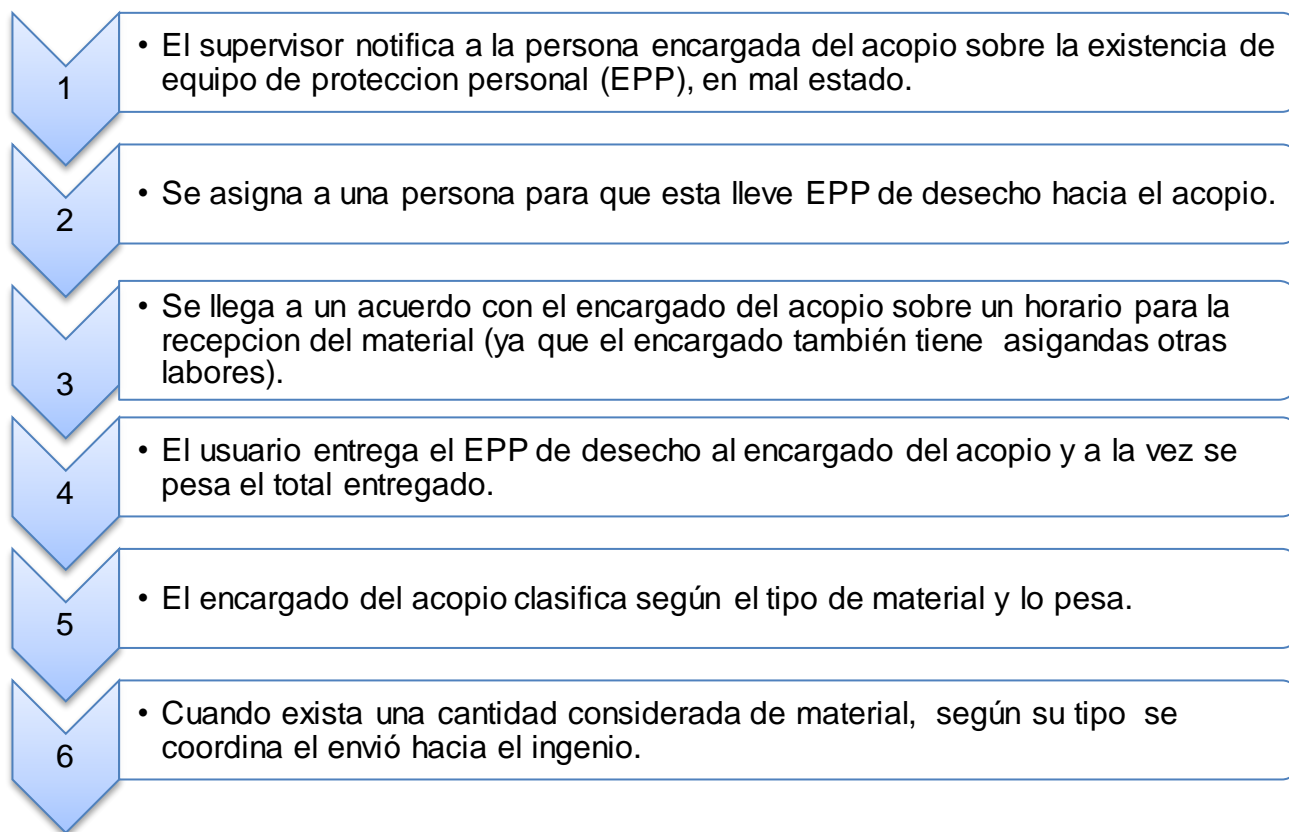 1
• El supervisor notifica a la persona encargada del acopio sobre la existencia de
equipo de proteccion personal (EPP), en mal estado.
2
• Se asigna a una persona para que esta lleve EPP de desecho hacia el acopio.
3
• Se llega a un acuerdo con el encargado del acopio sobre un horario para la
recepcion del material (ya que el encargado también tiene asigandas otras
labores).
4
• El usuario entrega el EPP de desecho al encargado del acopio y a la vez se
pesa el total entregado.
5
• El encargado del acopio clasifica según el tipo de material y lo pesa.
6
• Cuando exista una cantidad considerada de material, según su tipo se
coordina el envió hacia el ingenio.